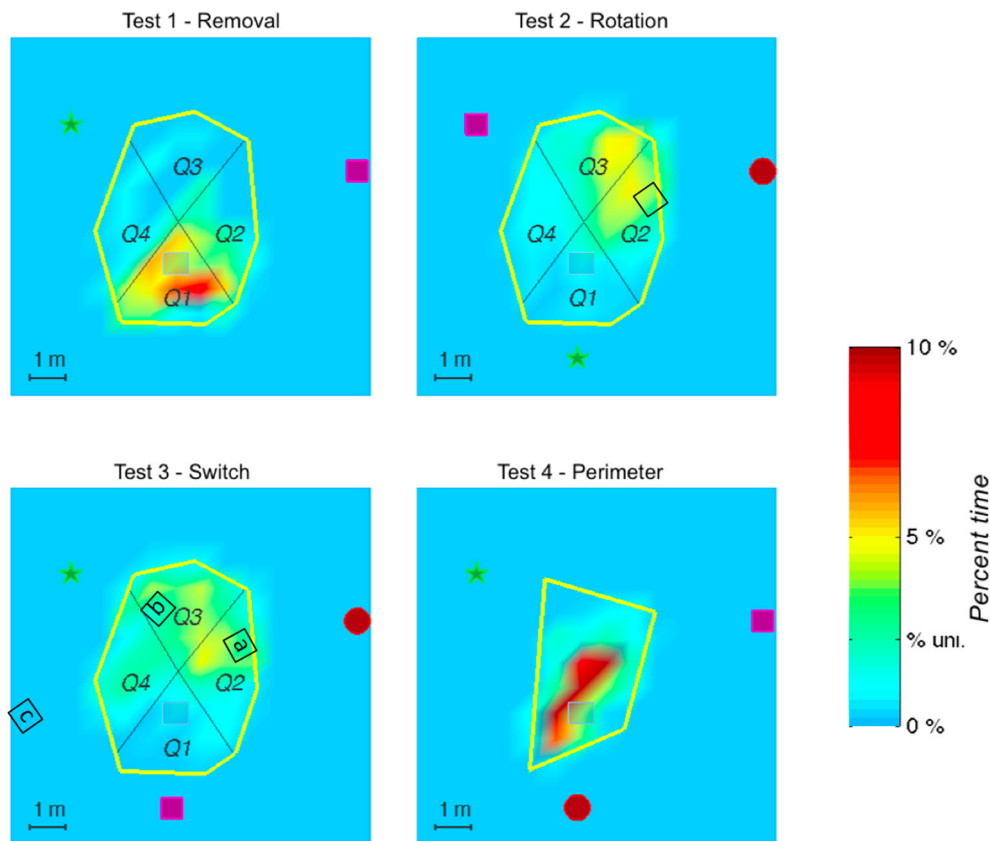 Test 1 - Removal
Test 2 - Rotation
Q3
Q4
Q2
Q1
1 m
Q3
Q4
Q2
Q1
1 m
10 %
5 %
% uni.
0 %
Percent time
Test 3 - Switch
Test 4 - Perimeter
b
Q3
a
Q4
Q2
c
Q1
1 m
1 m